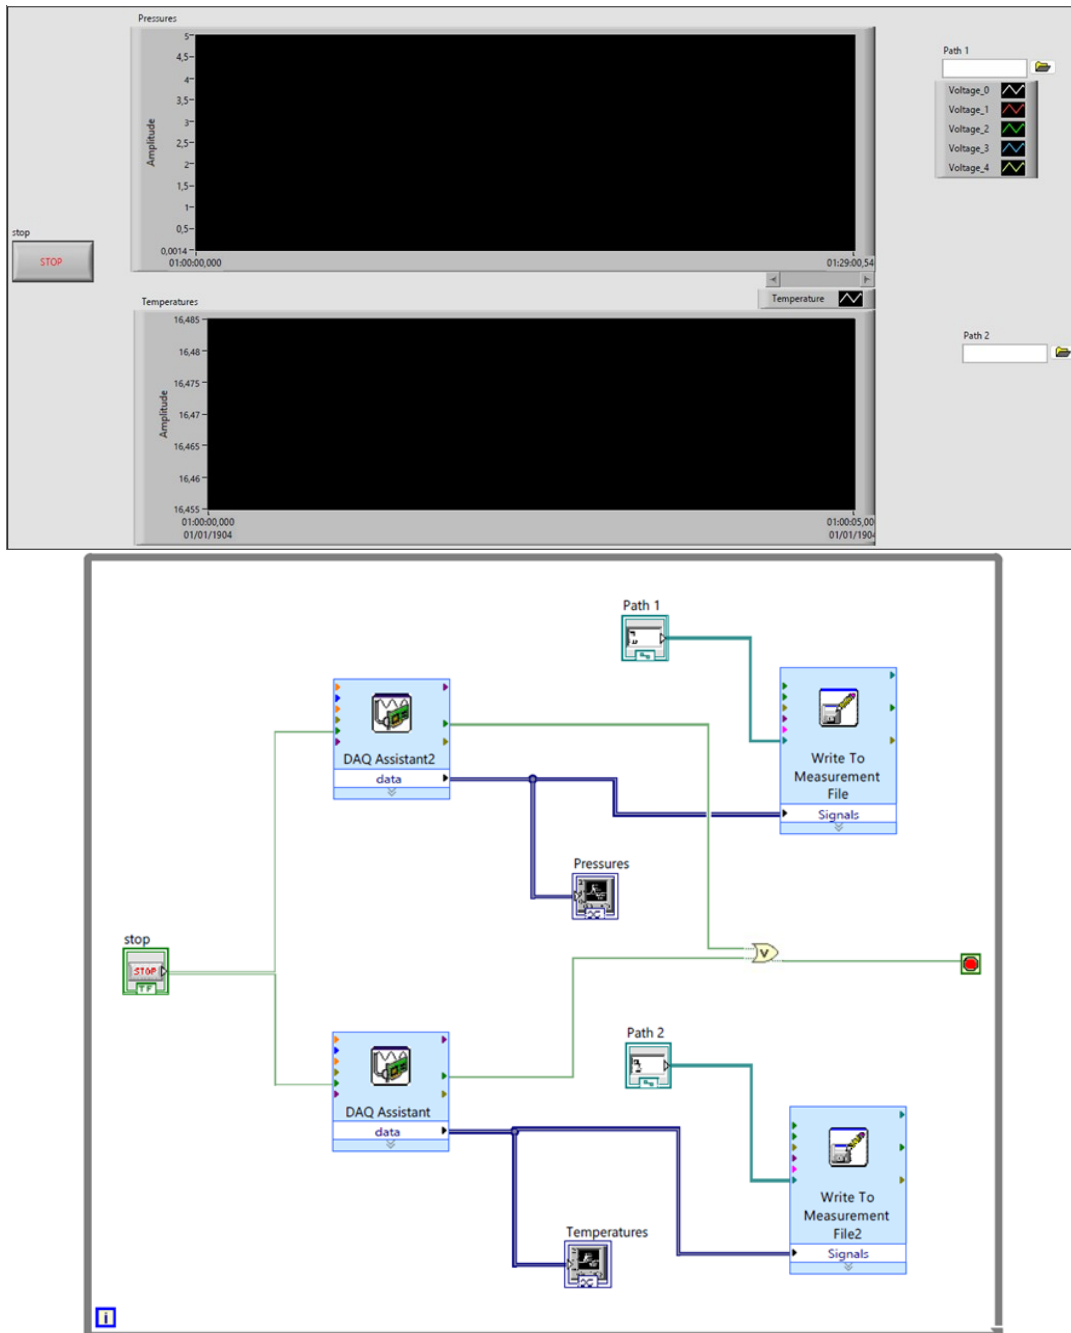 Pressures
5
4,5
4
3,5
3
2,5
2
1,5
1
0,5
0,0014
Amplitude
01:00:00,000
01:29:00,54
Path 1
Voltage_0
Voltage_1
Voltage_2
Voltage_3
Voltage_4
stop
STOP
Temperature
Temperatures
16,485
16,48
16,475
16,47
16,465
16,46
16,455
Amplitude
01:00:00,000
01/01/1904
01:00:05,00
01/01/1904
Path 2
Path 1
DAQ Assistant2
data
Write To
Measurement
File
Signals
Pressures
stop
STOP
TF
V
Path 2
DAQ Assistant
data
Write To
Measurement
File2
Signals
Temperatures
i